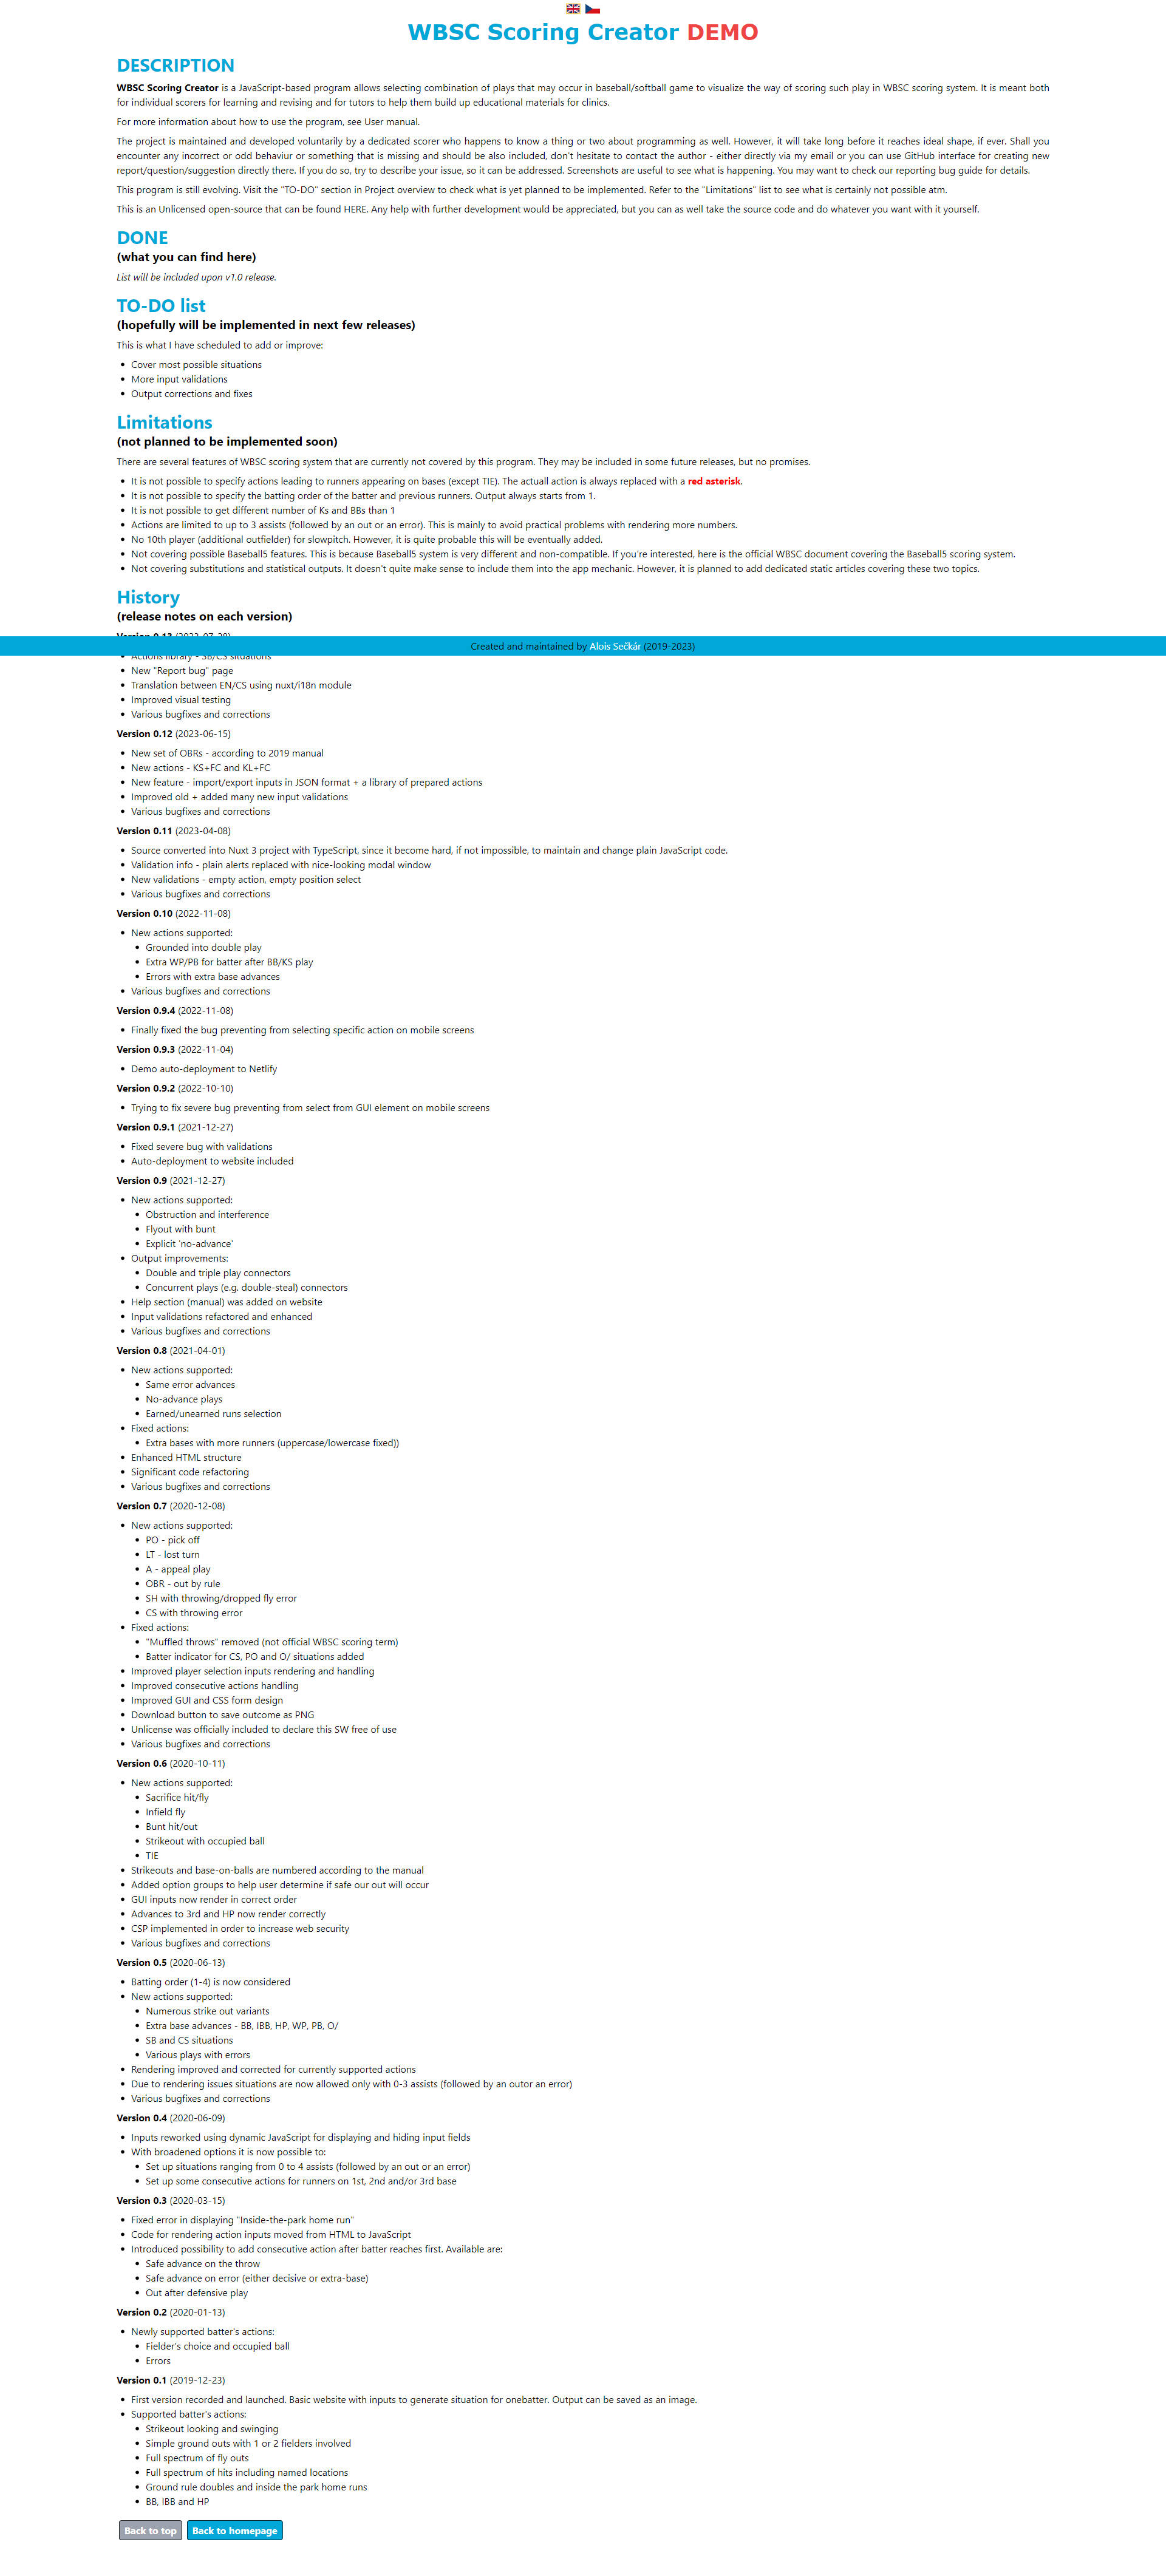 WBSC Scoring Creator DEMO
DESCRIPTION
WBSC Scoring Creator is a JavaScript-based program allows selecting combination of plays that may occur in baseball/softball game to visualize the way of scoring such play in WBSC scoring system. It is meant both
for individual scorers for learning and revising and for tutors to help them build up educational materials for clinics.
For more information about how to use the program, see User manual.
The project is maintained and developed voluntarily by a dedicated scorer who happens to know a thing or two about programming as well. However, it will take long before it reaches ideal shape, if ever. Shall you
encounter any incorrect or odd behaviur or something that is missing and should be also included, don't hesitate to contact the author - either directly via my email or you can use GitHub interface for creating new
report/question/suggestion directly there. If you do so, try to describe your issue, so it can be addressed. Screenshots are useful to see what is happening. You may want to check our reporting bug guide for details.
This program is still evolving. Visit the "TO-DO" section in Project overview to check what is yet planned to be implemented. Refer to the "Limitations" list to see what is certainly not possible atm.
This is an Unlicensed open-source that can be found HERE. Any help with further development would be appreciated, but you can as well take the source code and do whatever you want with it yourself.
DONE
(what you can find here)
List will be included upon v1.0 release.
TO-DO list
(hopefully will be implemented in next few releases)
This is what I have scheduled to add or improve:
• Cover most possible situations
• More input validations
• Output corrections and fixes
Limitations
(not planned to be implemented soon)
There are several features of WBSC scoring system that are currently not covered by this program. They may be included in some future releases, but no promises.
• It is not possible to specify actions leading to runners appearing on bases (except TIE). The actuall action is always replaced with a red asterisk.
• It is not possible to specify the batting order of the batter and previous runners. Output always starts from 1.
• It is not possible to get different number of Ks and BBs than 1
• Actions are limited to up to 3 assists (followed by an out or an error). This is mainly to avoid practical problems with rendering more numbers.
• No 10th player (additional outfielder) for slowpitch. However, it is quite probable this will be eventually added.
• Not covering possible Baseball5 features. This is because Baseball5 system is very different and non-compatible. If you're interested, here is the official WBSC document covering the Baseball5 scoring system.
• Not covering substitutions and statistical outputs. It doesn't quite make sense to include them into the app mechanic. However, it is planned to add dedicated static articles covering these two topics.
History
(release notes on each version)
Version 0.13 (2023-07-28)
Created and maintained by Alois Sečkár (2019-2023)
• Actions library - SB/CS situations
• New "Report bug" page
• Translation between EN/CS using nuxt/i18n module
• Improved visual testing
• Various bugfixes and corrections
Version 0.12 (2023-06-15)
• New set of OBRs - according to 2019 manual
• New actions - KS+FC and KL+FC
• New feature - import/export inputs in JSON format + a library of prepared actions
• Improved old + added many new input validations
• Various bugfixes and corrections
Version 0.11 (2023-04-08)
• Source converted into Nuxt 3 project with TypeScript, since it become hard, if not impossible, to maintain and change plain JavaScript code.
• Validation info - plain alerts replaced with nice-looking modal window
• New validations - empty action, empty position select
• Various bugfixes and corrections
Version 0.10 (2022-11-08)
• New actions supported:
• Grounded into double play
• Extra WP/PB for batter after BB/KS play
• Errors with extra base advances
• Various bugfixes and corrections
Version 0.9.4 (2022-11-08)
• Finally fixed the bug preventing from selecting specific action on mobile screens
Version 0.9.3 (2022-11-04)
• Demo auto-deployment to Netlify
Version 0.9.2 (2022-10-10)
• Trying to fix severe bug preventing from select from GUI element on mobile screens
Version 0.9.1 (2021-12-27)
• Fixed severe bug with validations
• Auto-deployment to website included
Version 0.9 (2021-12-27)
• New actions supported:
• Obstruction and interference
• Flyout with bunt
• Explicit 'no-advance'
• Output improvements:
• Double and triple play connectors
• Concurrent plays (e.g. double-steal) connectors
• Help section (manual) was added on website
• Input validations refactored and enhanced
• Various bugfixes and corrections
Version 0.8 (2021-04-01)
• New actions supported:
• Same error advances
• No-advance plays
• Earned/unearned runs selection
• Fixed actions:
• Extra bases with more runners (uppercase/lowercase fixed))
• Enhanced HTML structure
• Significant code refactoring
• Various bugfixes and corrections
Version 0.7 (2020-12-08)
• New actions supported:
• PO - pick off
• LT - lost turn
• A - appeal play
• OBR - out by rule
• SH with throwing/dropped fly error
• CS with throwing error
• Fixed actions:
• "Muffled throws" removed (not official WBSC scoring term)
• Batter indicator for CS, PO and O/ situations added
• Improved player selection inputs rendering and handling
• Improved consecutive actions handling
• Improved GUI and CSS form design
• Download button to save outcome as PNG
• Unlicense was officially included to declare this SW free of use
• Various bugfixes and corrections
Version 0.6 (2020-10-11)
• New actions supported:
• Sacrifice hit/fly
• Infield fly
• Bunt hit/out
• Strikeout with occupied ball
• TIE
• Strikeouts and base-on-balls are numbered according to the manual
• Added option groups to help user determine if safe our out will occur
• GUI inputs now render in correct order
• Advances to 3rd and HP now render correctly
• CSP implemented in order to increase web security
• Various bugfixes and corrections
Version 0.5 (2020-06-13)
• Batting order (1-4) is now considered
• New actions supported:
• Numerous strike out variants
• Extra base advances - BB, IBB, HP, WP, PB, O/
• SB and CS situations
• Various plays with errors
• Rendering improved and corrected for currently supported actions
• Due to rendering issues situations are now allowed only with 0-3 assists (followed by an outor an error)
• Various bugfixes and corrections
Version 0.4 (2020-06-09)
• Inputs reworked using dynamic JavaScript for displaying and hiding input fields
• With broadened options it is now possible to:
• Set up situations ranging from 0 to 4 assists (followed by an out or an error)
• Set up some consecutive actions for runners on 1st, 2nd and/or 3rd base
Version 0.3 (2020-03-15)
• Fixed error in displaying "Inside-the-park home run"
• Code for rendering action inputs moved from HTML to JavaScript
• Introduced possibility to add consecutive action after batter reaches first. Available are:
• Safe advance on the throw
• Safe advance on error (either decisive or extra-base)
• Out after defensive play
Version 0.2 (2020-01-13)
• Newly supported batter's actions:
• Fielder's choice and occupied ball
• Errors
Version 0.1 (2019-12-23)
• First version recorded and launched. Basic website with inputs to generate situation for onebatter. Output can be saved as an image.
• Supported batter's actions:
• Strikeout looking and swinging
• Simple ground outs with 1 or 2 fielders involved
• Full spectrum of fly outs
• Full spectrum of hits including named locations
• Ground rule doubles and inside the park home runs
• BB, IBB and HP
Back to top Back to homepage